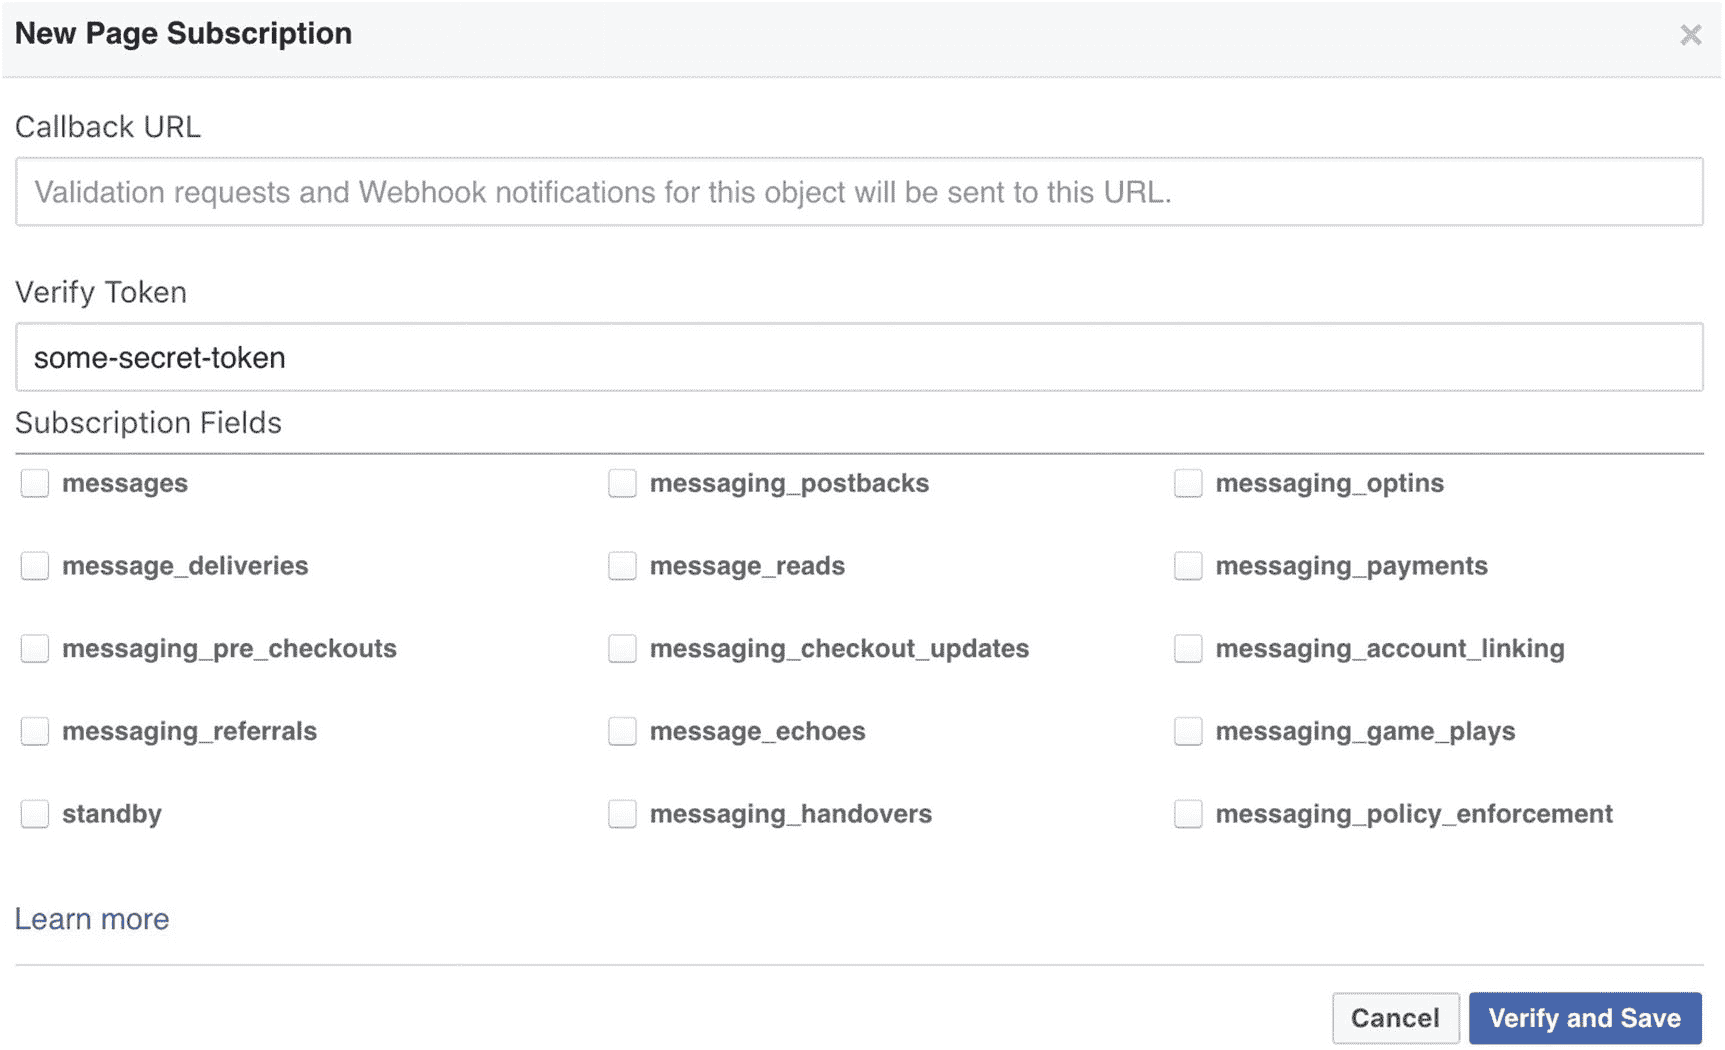 New Page Subscription
Callback URL
Validation requests and Webhook notifications for this object will be sent to this URL.
Verify Token
some-secret-token
Subscription Fields
messages messaging_postbacks messaging_optins
message_deliveries message_reads messaging_payments
messaging_pre_checkouts messaging_checkout_updates messaging_account_linking
messaging_referrals message_echoes messaging_game_plays
standby messaging_handovers messaging_policy_enforcement
Learn more
Cancel Verify and Save